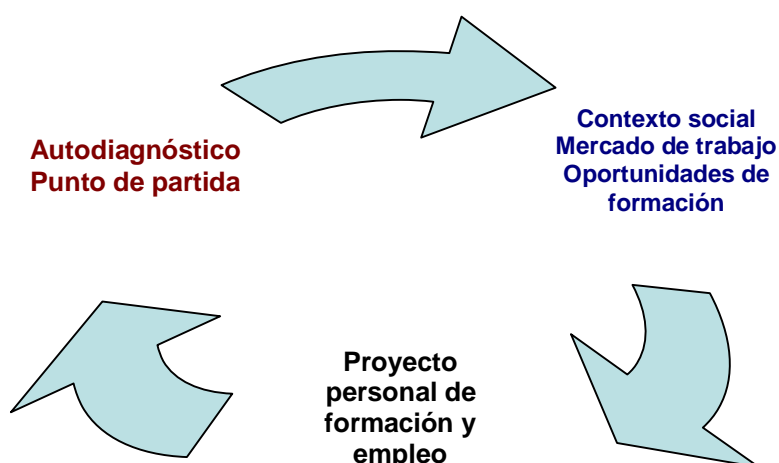 Autodiagnóstico
Punto de partida
Contexto social
Mercado de trabajo
Oportunidades de
formación
Proyecto
personal de
formación y
empleo